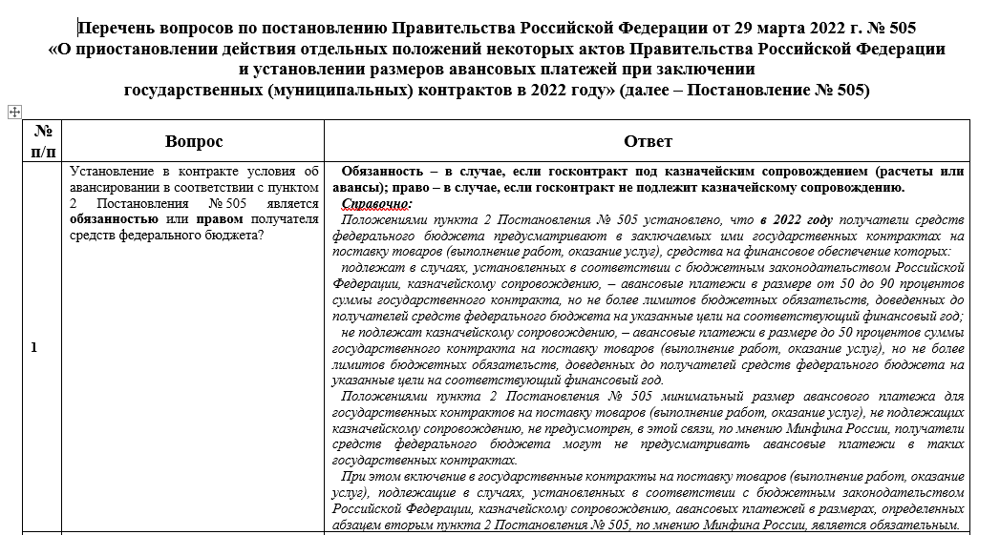 Перечень вопросов по постановлению Правительства Российской Федерации от 29 марта 2022 г. № 505
«О приостановлении действия отдельных положений некоторых актов Правительства Российской Федерации
и установлении размеров авансовых платежей при заключении
государственных (муниципальных) контрактов в 2022 году» (далее – Постановление № 505)
№
п/п
Вопрос
Ответ
1
Установление в контракте условия об
авансировании в соответствии с пунктом
2 Постановления № 505 является
обязанностью или правом получателя
средств федерального бюджета?
Обязанность – в случае, если госконтракт под казначейским сопровождением (расчеты или
авансы); право – в случае, если госконтракт не подлежит казначейскому сопровождению.
Справочно:
Положениями пункта 2 Постановления № 505 установлено, что в 2022 году получатели средств
федерального бюджета предусматривают в заключаемых ими государственных контрактах на
поставку товаров (выполнение работ, оказание услуг), средства на финансовое обеспечение которых:
подлежат в случаях, установленных в соответствии с бюджетным законодательством Российской
Федерации, казначейскому сопровождению, – авансовые платежи в размере от 50 до 90 процентов
суммы государственного контракта, но не более лимитов бюджетных обязательств, доведенных до
получателей средств федерального бюджета на указанные цели на соответствующий финансовый год;
не подлежат казначейскому сопровождению, – авансовые платежи в размере до 50 процентов суммы
государственного контракта на поставку товаров (выполнение работ, оказание услуг), но не более
лимитов бюджетных обязательств, доведенных до получателей средств федерального бюджета на
указанные цели на соответствующий финансовый год.
Положениями пункта 2 Постановления № 505 минимальный размер авансового платежа для
государственных контрактов на поставку товаров (выполнение работ, оказание услуг), не подлежащих
казначейскому сопровождению, не предусмотрен, в этой связи, по мнению Минфина России, получатели
средств федерального бюджета могут не предусматривать авансовые платежи в таких
государственных контрактах.
При этом включение в государственные контракты на поставку товаров (выполнение работ, оказание
услуг), подлежащие в случаях, установленных в соответствии с бюджетным законодательством
Российской Федерации, казначейскому сопровождению, авансовых платежей в размерах, определенных
абзацем вторым пункта 2 Постановления № 505, по мнению Минфина России, является обязательным.